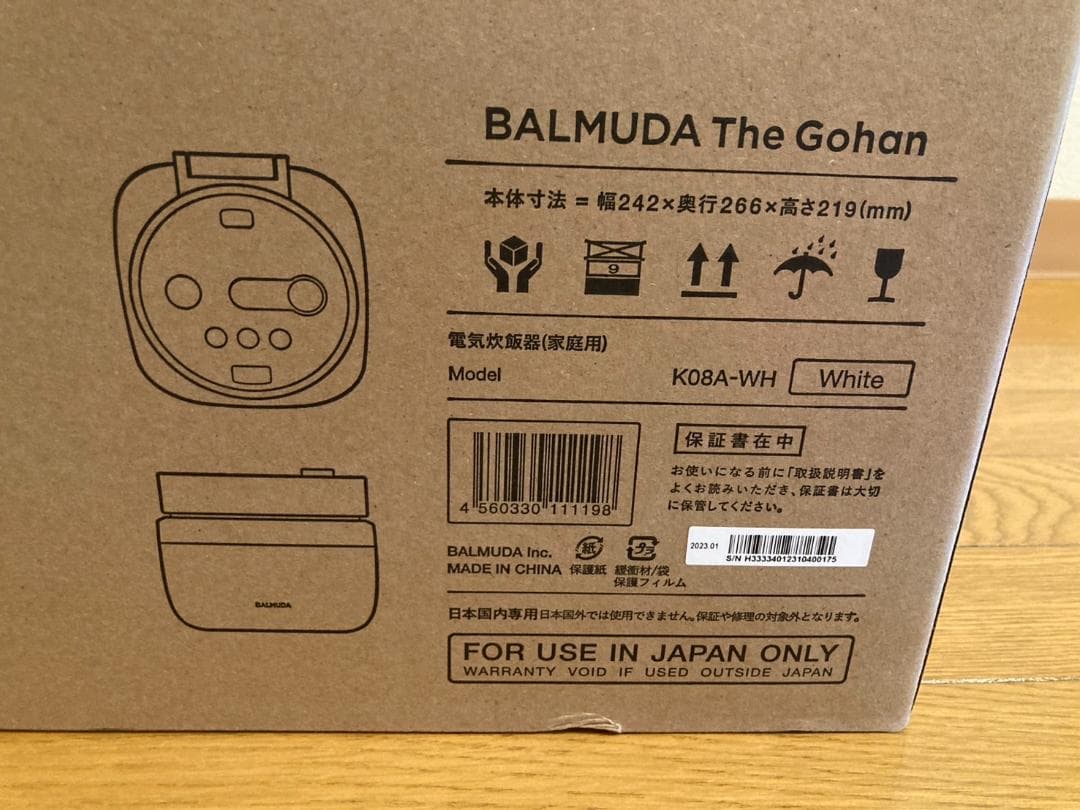 BALMUDA The Gohan
本体寸法 = 幅242×奥行266×高さ219(mm)
9
電気炊飯器(家庭用)
Model K08A-WH White
保証書在中
お使いになる前に「取扱説明書」を
よくお読みいただき、保証書は大切
に保管してください。
4 560330 111198
BALMUDA Inc.
MADE IN CHINA
紙
保護紙
プラ
緩衝材/袋
保護フィルム
2023.01
S/N H33334012310400175
日本国内専用 日本国外では使用できません。保証や修理の対象外となります。
FOR USE IN JAPAN ONLY
WARRANTY VOID IF USED OUTSIDE JAPAN
BALMUDA